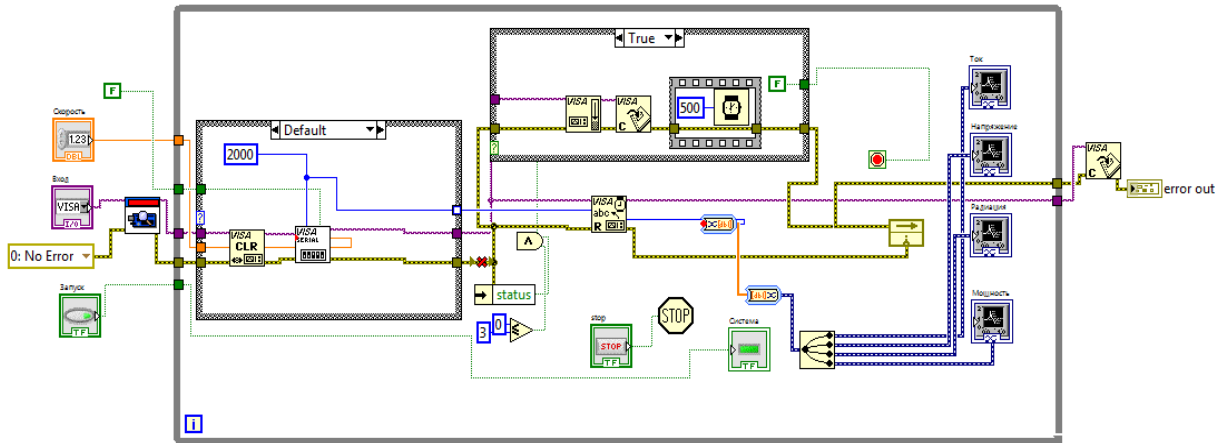 True
Ток
500
F
F
VISA
VISA
C
Скорость
Default
Напряжение
1.23
DBL
2000
?
VISA
C
Вход
VISA
I/O
?
VISA
abc
R
error out
Радиация
VISA
CLR
VISA
SERIAL
0: No Error
status
Запуск
TF
3
0
stop
STOP
TF
STOP
Система
TF
Мощность
i